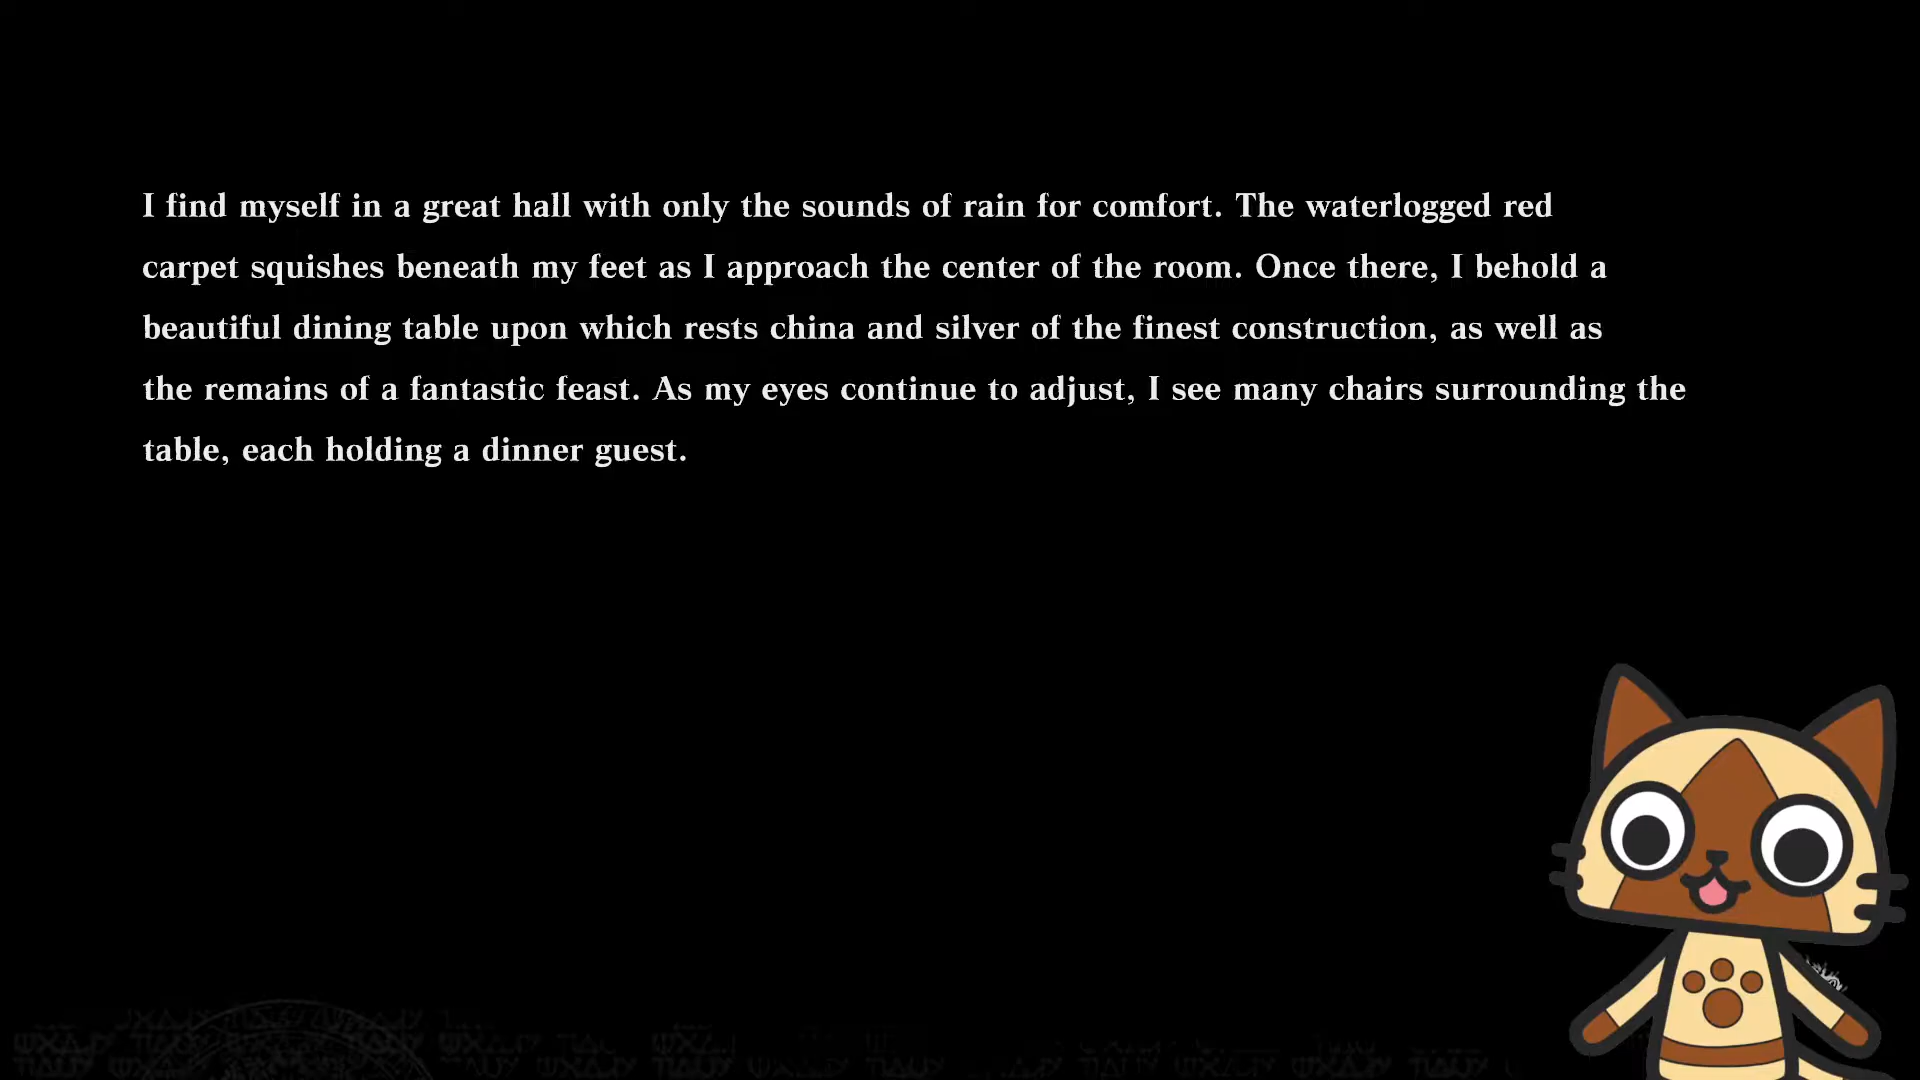 I find myself in a great hall with only the sounds of rain for comfort. The waterlogged red
carpet squishes beneath my feet as I approach the center of the room. Once there, I behold a
beautiful dining table upon which rests china and silver of the finest construction, as well as
the remains of a fantastic feast. As my eyes continue to adjust, I see many chairs surrounding the
table, each holding a dinner guest.